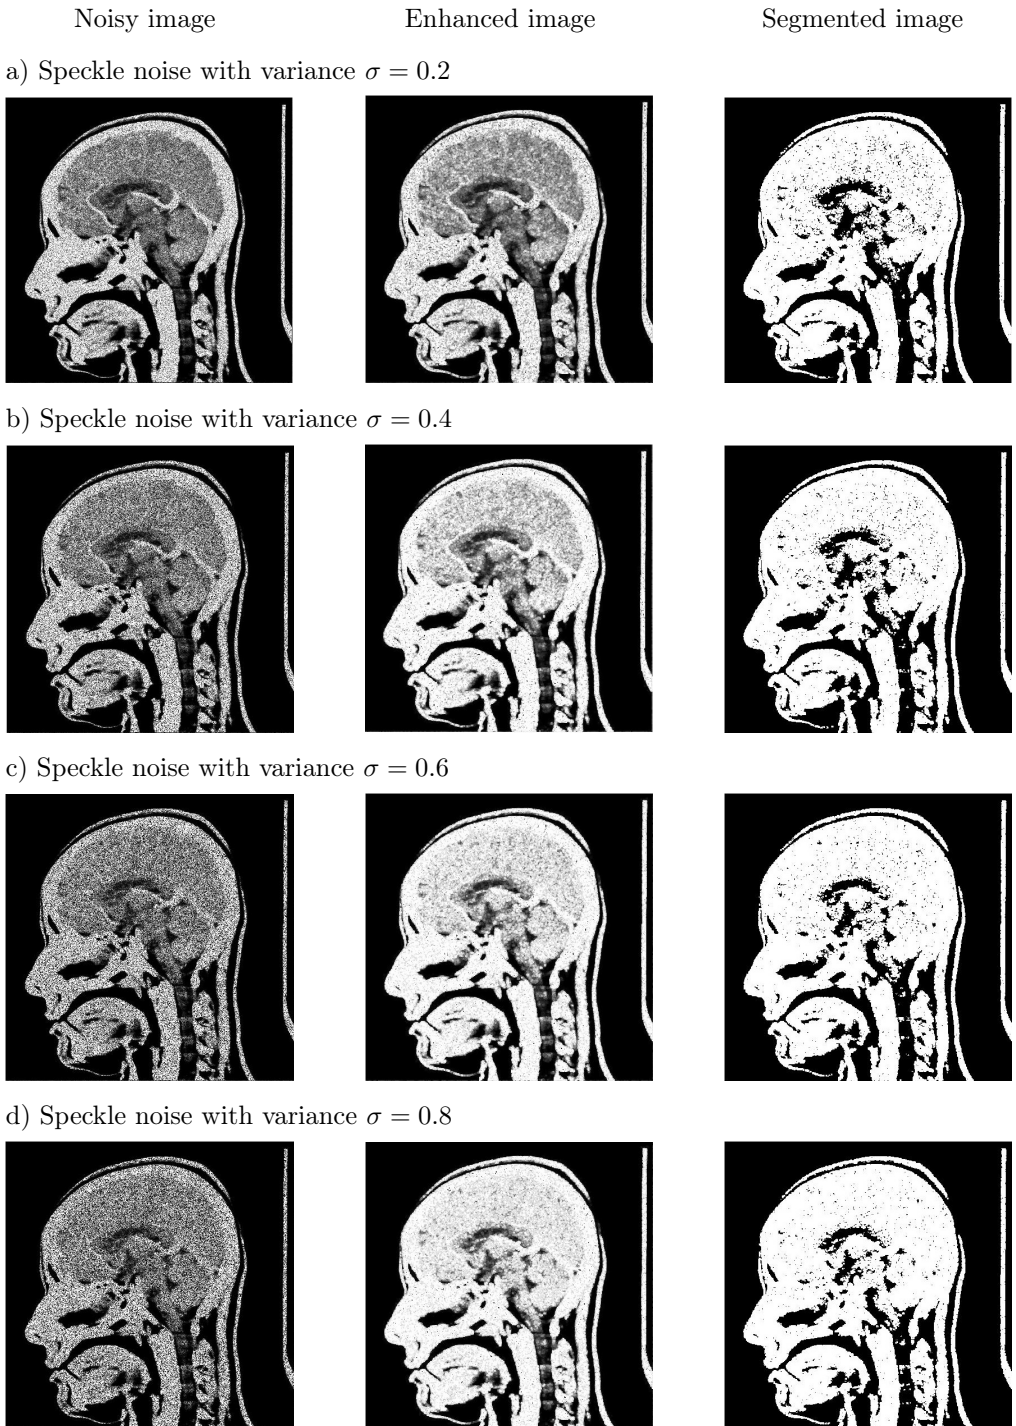 Noisy image Enhanced image Segmented image
a) Speckle noise with variance σ = 0.2
b) Speckle noise with variance σ = 0.4
c) Speckle noise with variance σ = 0.6
d) Speckle noise with variance σ = 0.8